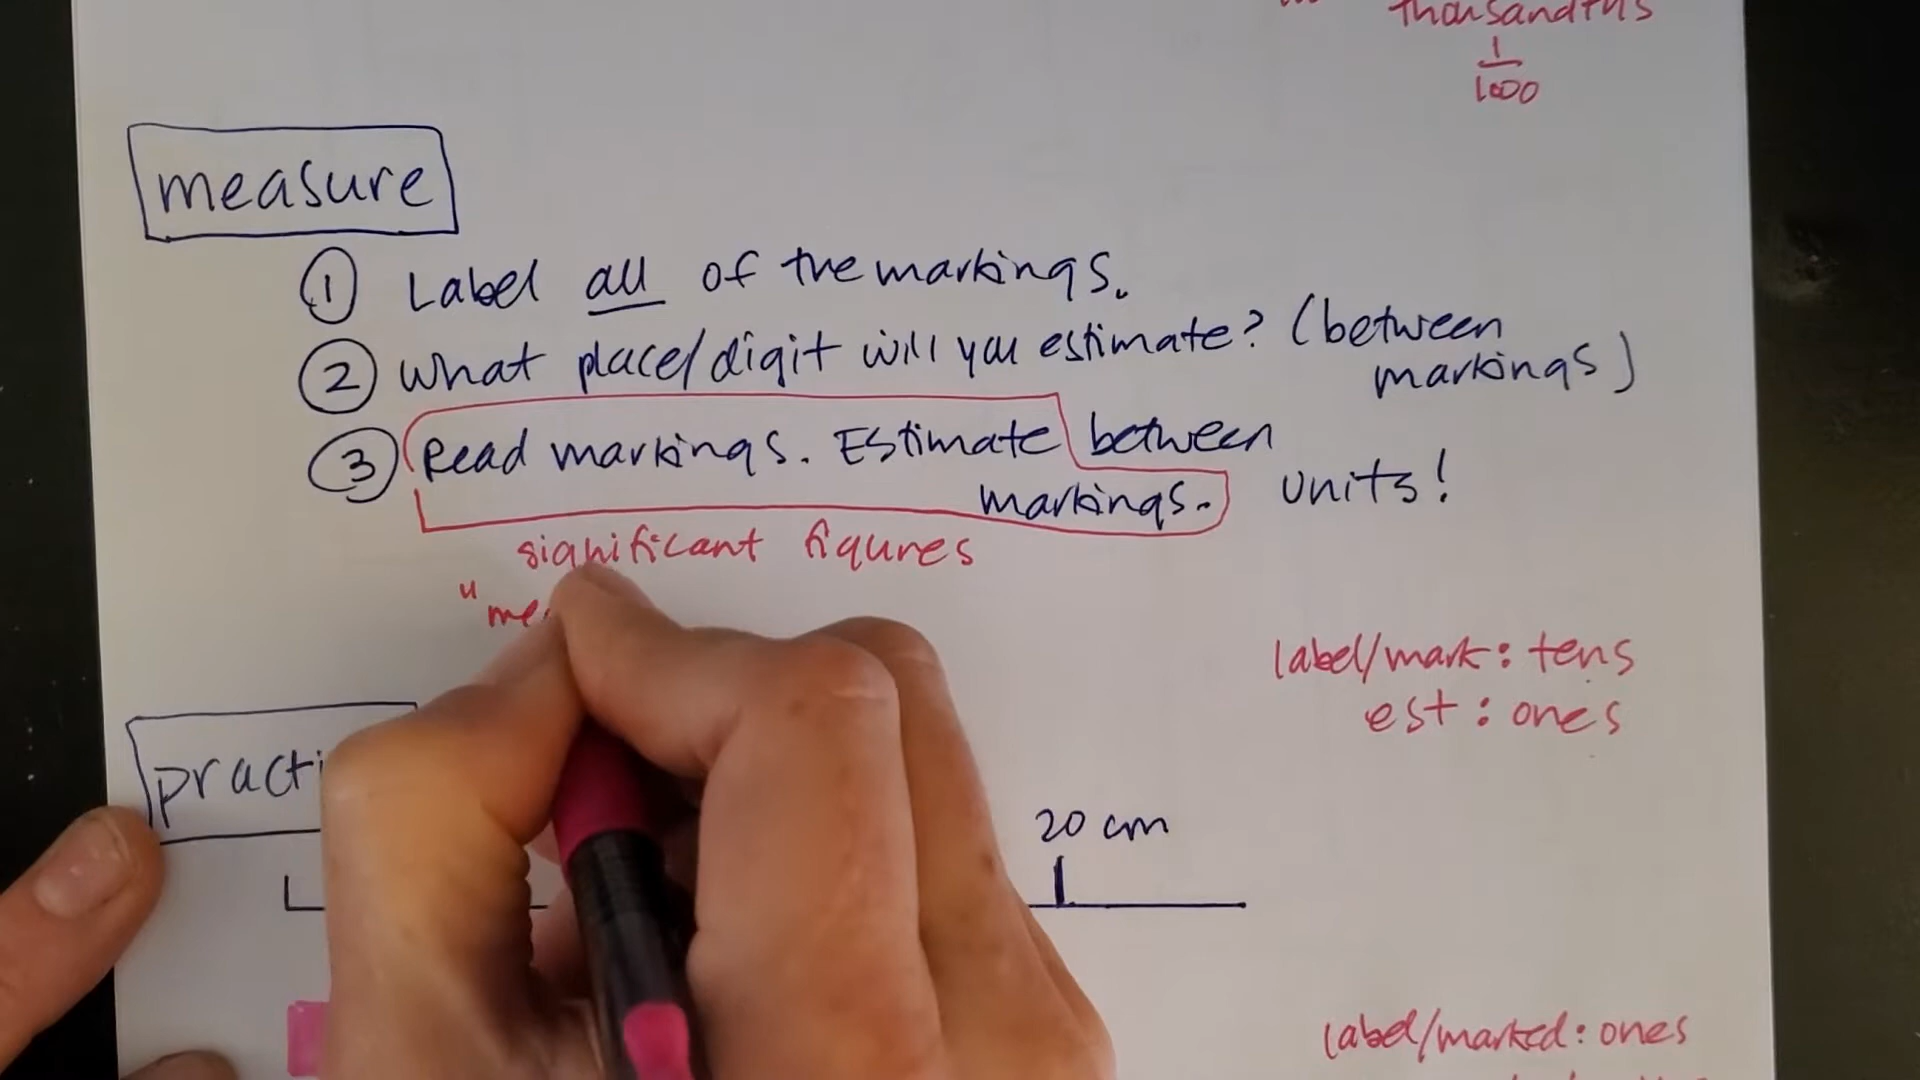 thousandths
1
1000
measure
1 Label all of the markings.
2 What place/digit will you estimate? (between
markings)
3 Read markings. Estimate between
markings. units!
significant figures
label/mark: tens
est: ones
20 cm
label/marked: ones